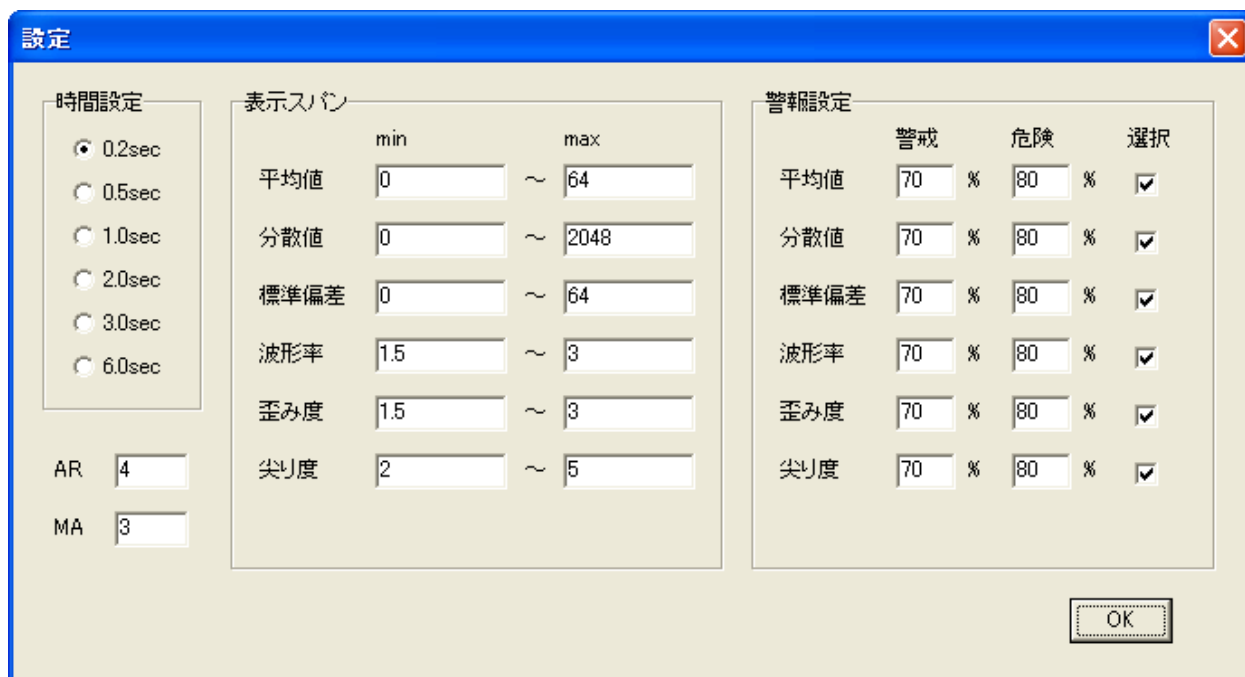 設定
時間設定
0.2sec
0.5sec
1.0sec
2.0sec
3.0sec
6.0sec
AR 4
MA 3
表示スパン
min max
平均値 0 ～ 64
分散値 0 ～ 2048
標準偏差 0 ～ 64
波形率 1.5 ～ 3
歪み度 1.5 ～ 3
尖り度 2 ～ 5
警報設定
警戒 危険 選択
平均値 70 % 80 %
分散値 70 % 80 %
標準偏差 70 % 80 %
波形率 70 % 80 %
歪み度 70 % 80 %
尖り度 70 % 80 %
OK